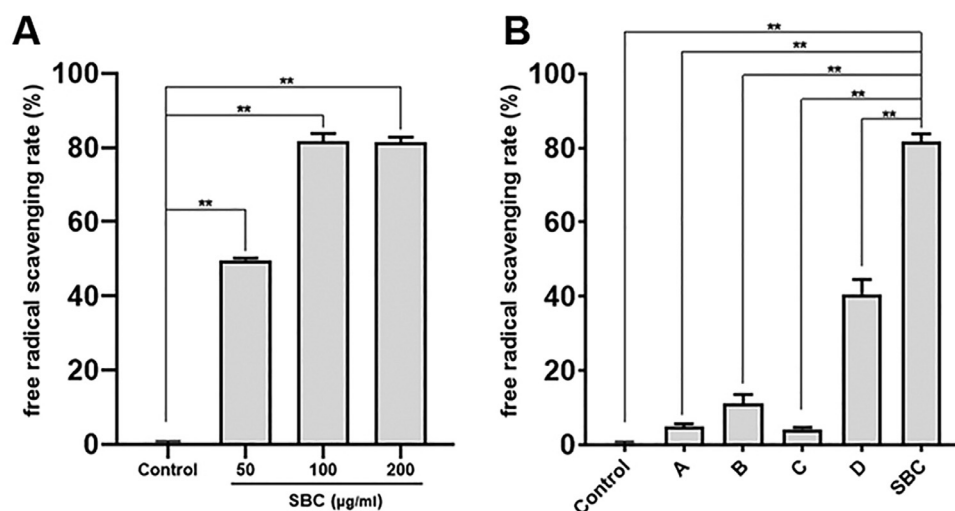 A
free radical scavenging rate (%)
100
80
60
40
20
0
**
**
**
Control
50
100
200
SBC (µg/ml)
B
free radical scavenging rate (%)
100
80
60
40
20
0
**
**
**
**
**
Control
A
B
C
D
SBC